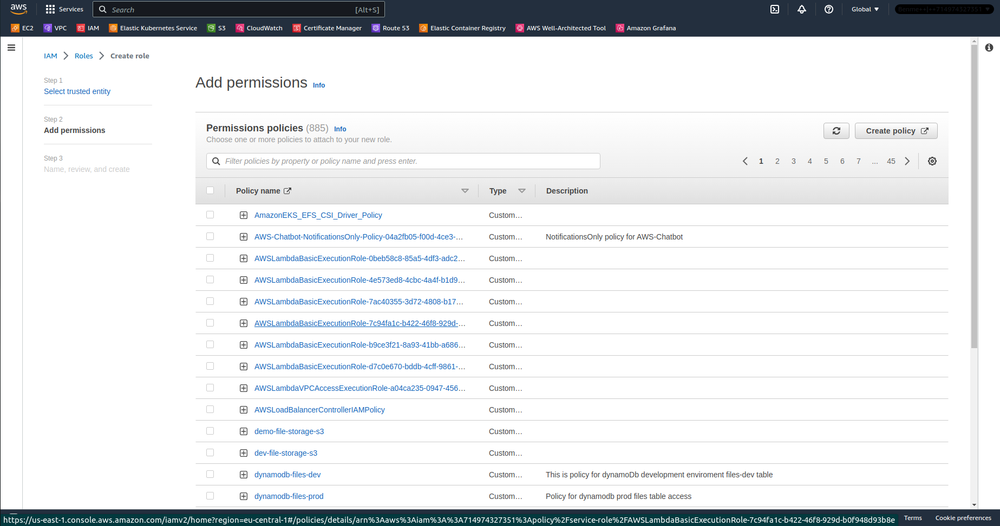 aws Services Search [Alt+S] Global Benme++|++714974327351
EC2 VPC IAM Elastic Kubernetes Service S3 CloudWatch Certificate Manager Route 53 Elastic Container Registry AWS Well-Architected Tool Amazon Grafana
IAM Roles Create role
Step 1
Select trusted entity
Step 2
Add permissions
Step 3
Name, review, and create
Add permissions Info
Permissions policies (885) Info
Choose one or more policies to attach to your new role.
Create policy
Filter policies by property or policy name and press enter.
1 2 3 4 5 6 7 ... 45
Policy name Type Description
AmazonEKS_EFS_CSI_Driver_Policy Custom…
AWS-Chatbot-NotificationsOnly-Policy-04a2fb05-f00d-4ce3-… Custom… NotificationsOnly policy for AWS-Chatbot
AWSLambdaBasicExecutionRole-0beb58c8-85a5-4df3-adc2… Custom…
AWSLambdaBasicExecutionRole-4e573ed8-4cbc-4a4f-b1d9… Custom…
AWSLambdaBasicExecutionRole-7ac40355-3d72-4808-b17… Custom…
AWSLambdaBasicExecutionRole-7c94fa1c-b422-46f8-929d-… Custom…
AWSLambdaBasicExecutionRole-b9ce3f21-8a93-41bb-a686… Custom…
AWSLambdaBasicExecutionRole-d7c0e670-bddb-4cff-9861-… Custom…
AWSLambdaVPCAccessExecutionRole-a04ca235-0947-456… Custom…
AWSLoadBalancerControllerIAMPolicy Custom…
demo-file-storage-s3 Custom…
dev-file-storage-s3 Custom…
dynamodb-files-dev Custom… This is policy for dynamoDb development enviroment files-dev table
dynamodb-files-prod Custom… Policy for dynamodb prod files table access
https://us-east-1.console.aws.amazon.com/iamv2/home?region=eu-central-1#/policies/details/arn%3Aaws%3Aiam%3A%3A714974327351%3Apolicy%2Fservice-role%2FAWSLambdaBasicExecutionRole-7c94fa1c-b422-46f8-929d-b0f948d93b8e Terms Cookie preferences